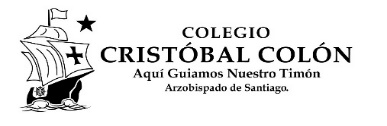 COLEGIO
CRISTÓBAL COLÓN
Aquí Guiamos Nuestro Timón
Arzobispado de Santiago.